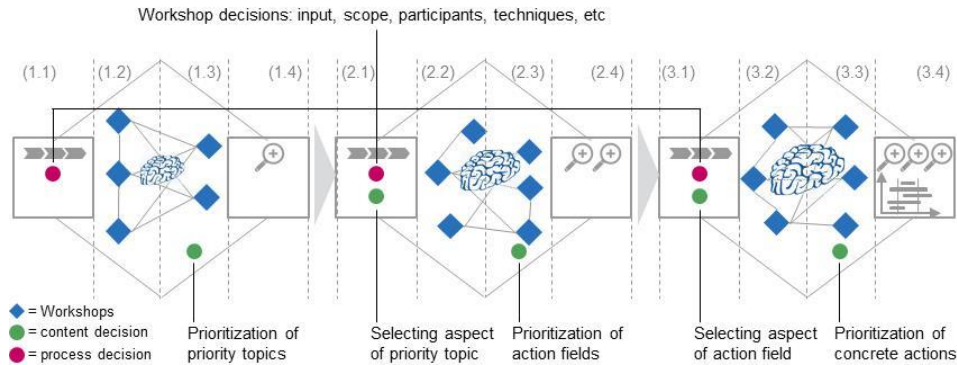 Workshop decisions: input, scope, participants, techniques, etc
(1.1) (1.2) (1.3) (1.4) (2.1) (2.2) (2.3) (2.4) (3.1) (3.2) (3.3) (3.4)
= Workshops
= content decision
= process decision
Prioritization of
priority topics
Selecting aspect
of priority topic
Prioritization of
action fields
Selecting aspect
of action field
Prioritization of
concrete actions